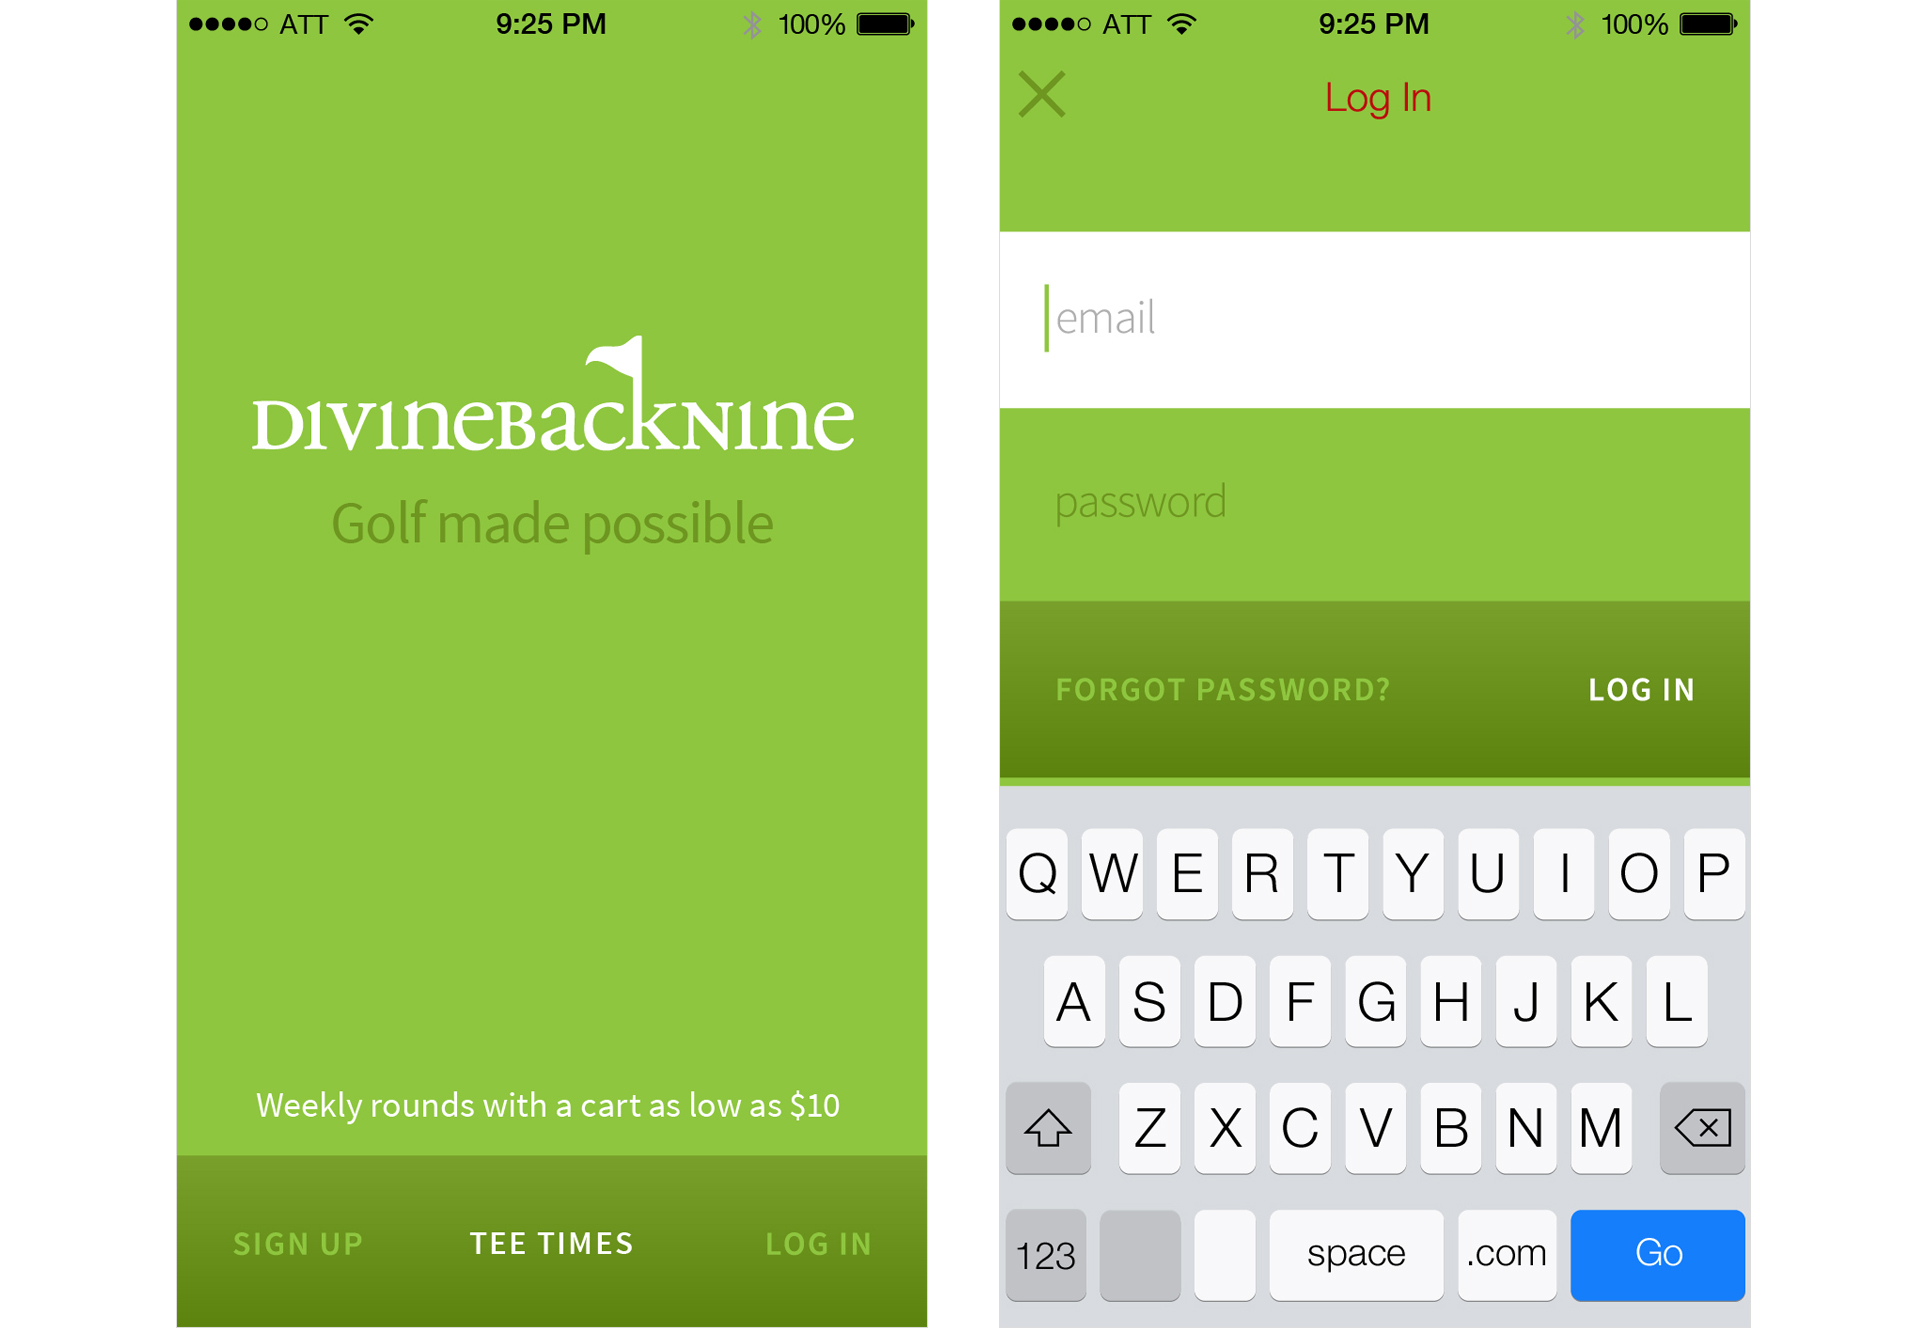 ATT 9:25 PM 100%
DIVINEBACKNINE
Golf made possible
Weekly rounds with a cart as low as $10
SIGN UP TEE TIMES LOG IN
ATT 9:25 PM 100%
Log In
email
password
FORGOT PASSWORD? LOG IN
Q W E R T Y U I O P
A S D F G H J K L
Z X C V B N M
123 space .com Go